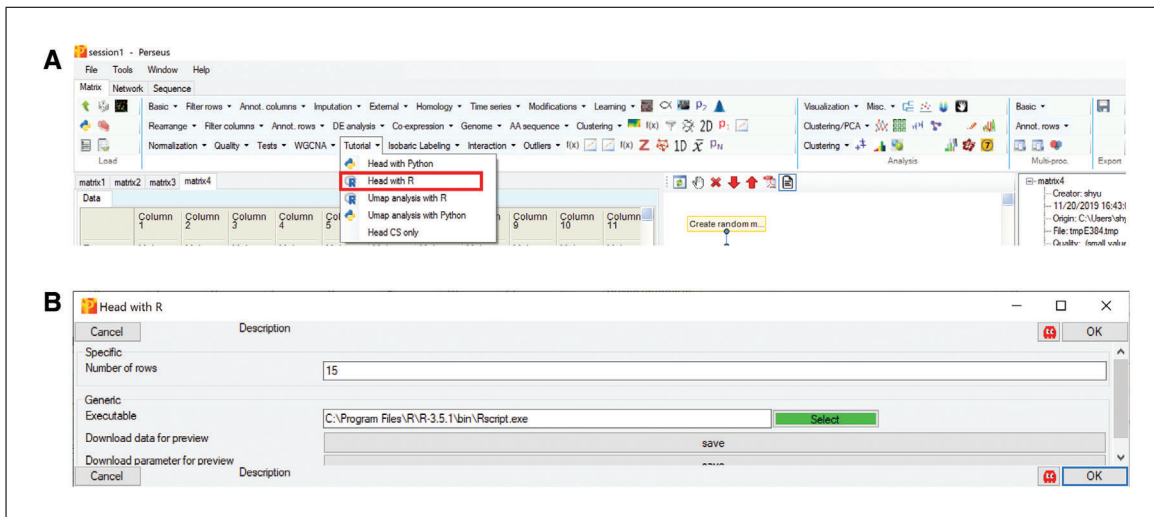 A
session1 - Perseus
File Tools Window Help
Matrix Network Sequence
Basic Filter rows Annot. columns Imputation External Homology Time series Modifications Learning P2 Visualization Misc. Basic
Rearrange Filter columns Annot. rows DE analysis Co-expression Genome AA sequence Clustering f(x) 2D Clustering/PCA Annot. rows
Normalization Quality Tests WGCNA Tutorial Isobaric Labeling Interaction Outliers f(x) f(x) Z 1D x PN Clustering
Load Analysis Multi-proc. Export
Head with Python
matrix1 matrix2 matrix3 matrix4 Head with R
Data Umap analysis with R
Column 1 Column 2 Column 3 Column 4 Umap analysis with Python Column 9 Column 10 Column 11
Head CS only
Create random m...
matrix4
Creator: shyu
11/20/2019 16:43:
Origin: C:\Users\sh
File: tmpE384.tmp
Quality: (small value
B
Head with R
Cancel Description OK
Specific
Number of rows 15
Generic
Executable C:\Program Files\R\R-3.5.1\bin\Rscript.exe Select
Download data for preview save
Download parameter for preview
Cancel Description OK